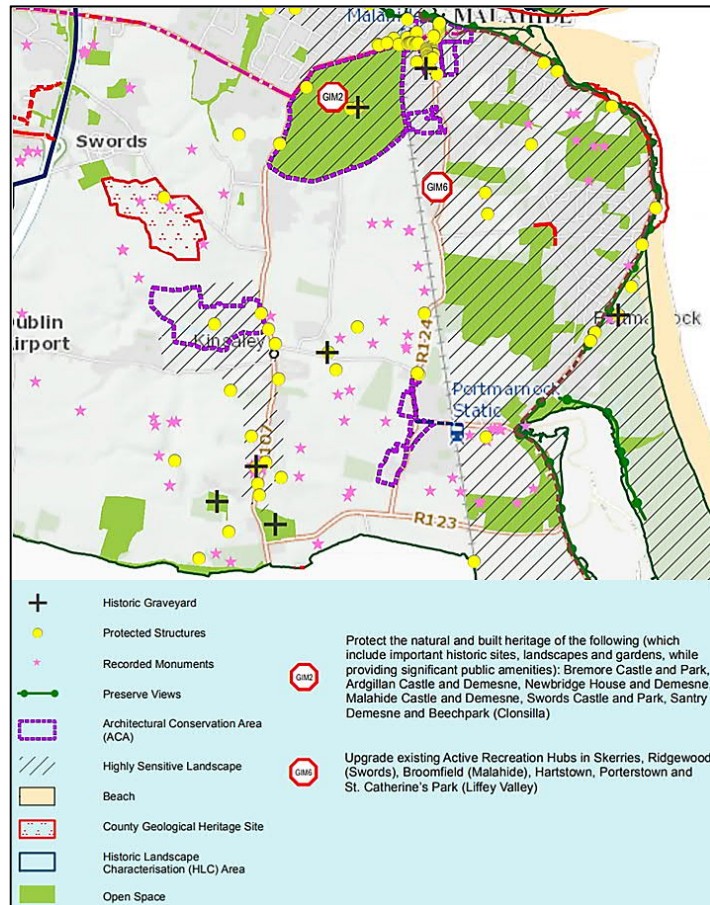 Malahi
MALAHIDE
GIM2
Swords
GIM6
Dublin
Airport
Kinsaley
R124
R107
Portmarnock
Static
R123
Historic Graveyard
Protected Structures
Recorded Monuments
Preserve Views
Architectural Conservation Area
(ACA)
Highly Sensitive Landscape
Beach
County Geological Heritage Site
Historic Landscape
Characterisation (HLC) Area
Open Space
GIM2
Protect the natural and built heritage of the following (which
include important historic sites, landscapes and gardens, while
providing significant public amenities): Bremore Castle and Park,
Ardgillan Castle and Demesne, Newbridge House and Demesne,
Malahide Castle and Demesne, Swords Castle and Park, Santry
Demesne and Beechpark (Clonsilla)
GIM6
Upgrade existing Active Recreation Hubs in Skerries, Ridgewood
(Swords), Broomfield (Malahide), Hartstown, Porterstown and
St. Catherine's Park (Liffey Valley)